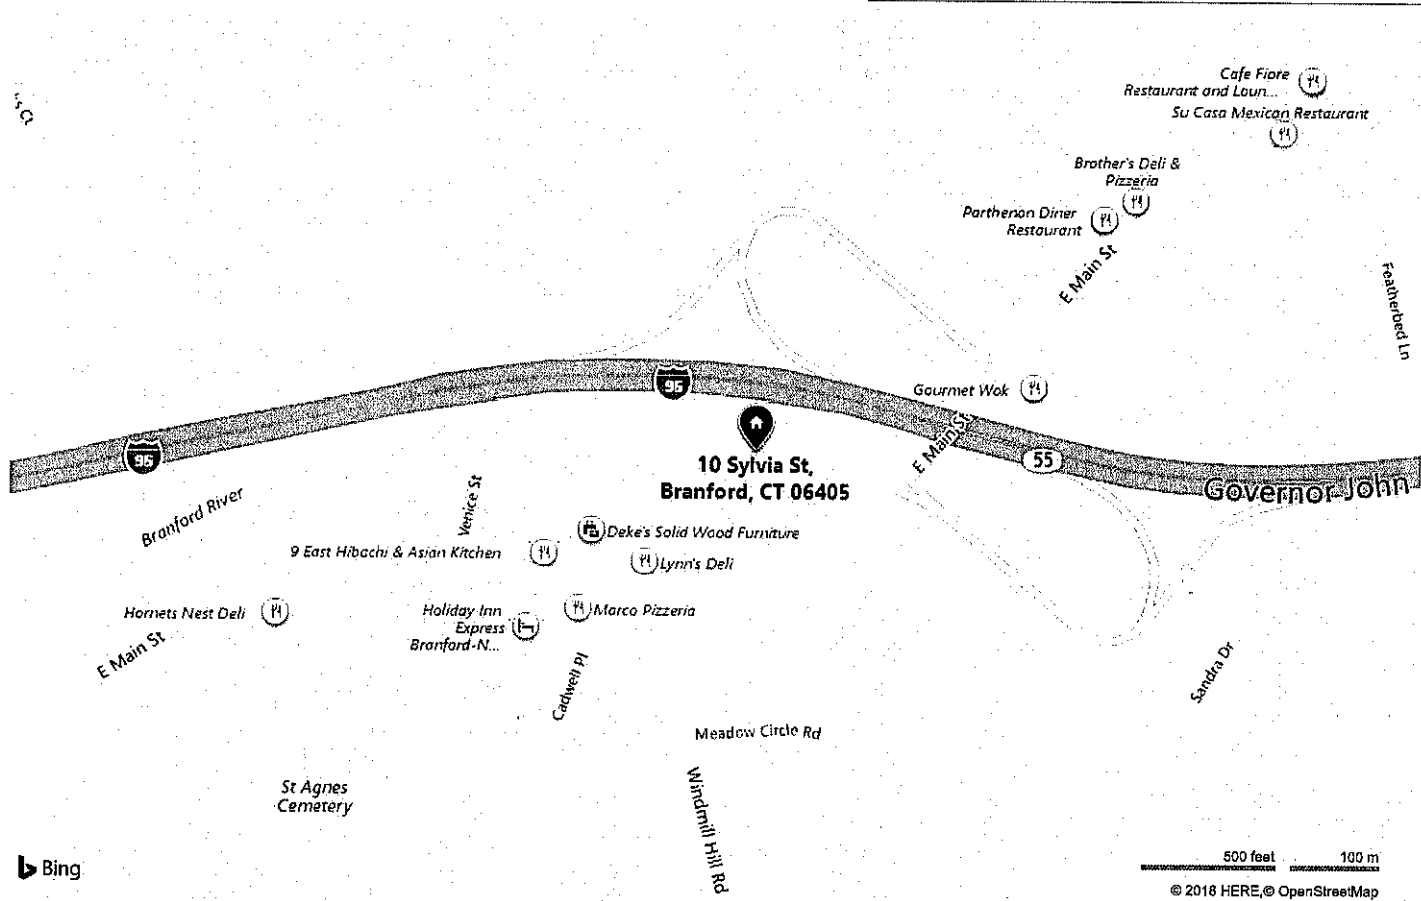 Cafe Fiore
Restaurant and Loun...
Su Casa Mexican Restaurant
Brother's Deli &
Pizzeria
Parthenon Diner
Restaurant
E Main St
Featherbed Ln
95
Gourmet Wok
E Main St
55
95
10 Sylvia St,
Branford, CT 06405
Governor John
Branford River
Venice St
Deke's Solid Wood Furniture
9 East Hibachi & Asian Kitchen
Lynn's Deli
Hornets Nest Deli
Holiday Inn
Express
Branford-N...
Marco Pizzeria
E Main St
Cadwell Pl
Sandra Dr
Meadow Circle Rd
St Agnes
Cemetery
Windmill Hill Rd
Bing
500 feet 100 m
© 2018 HERE,© OpenStreetMap